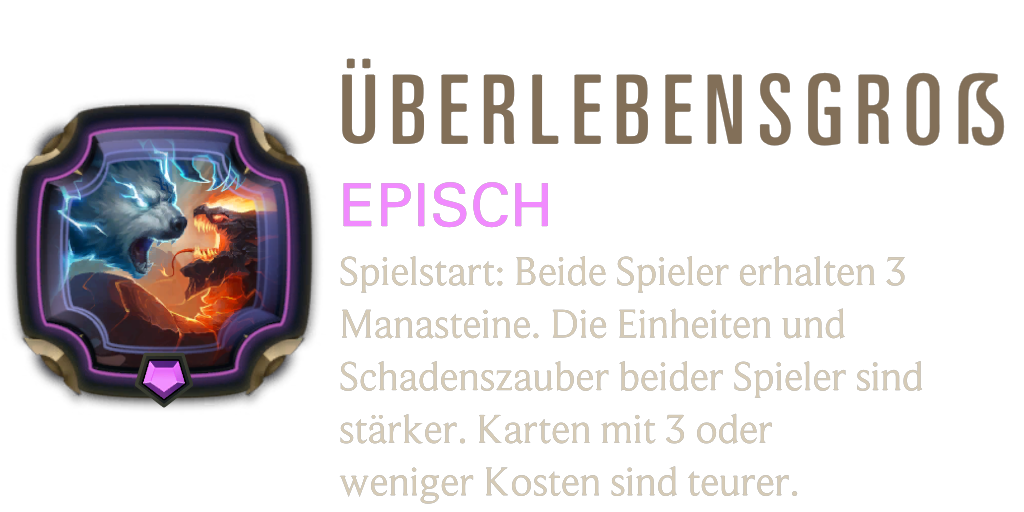 ÜBERLEBENSGROẞ
EPISCH
Spielstart: Beide Spieler erhalten 3
Manasteine. Die Einheiten und
Schadenszauber beider Spieler sind
stärker. Karten mit 3 oder
weniger Kosten sind teurer.